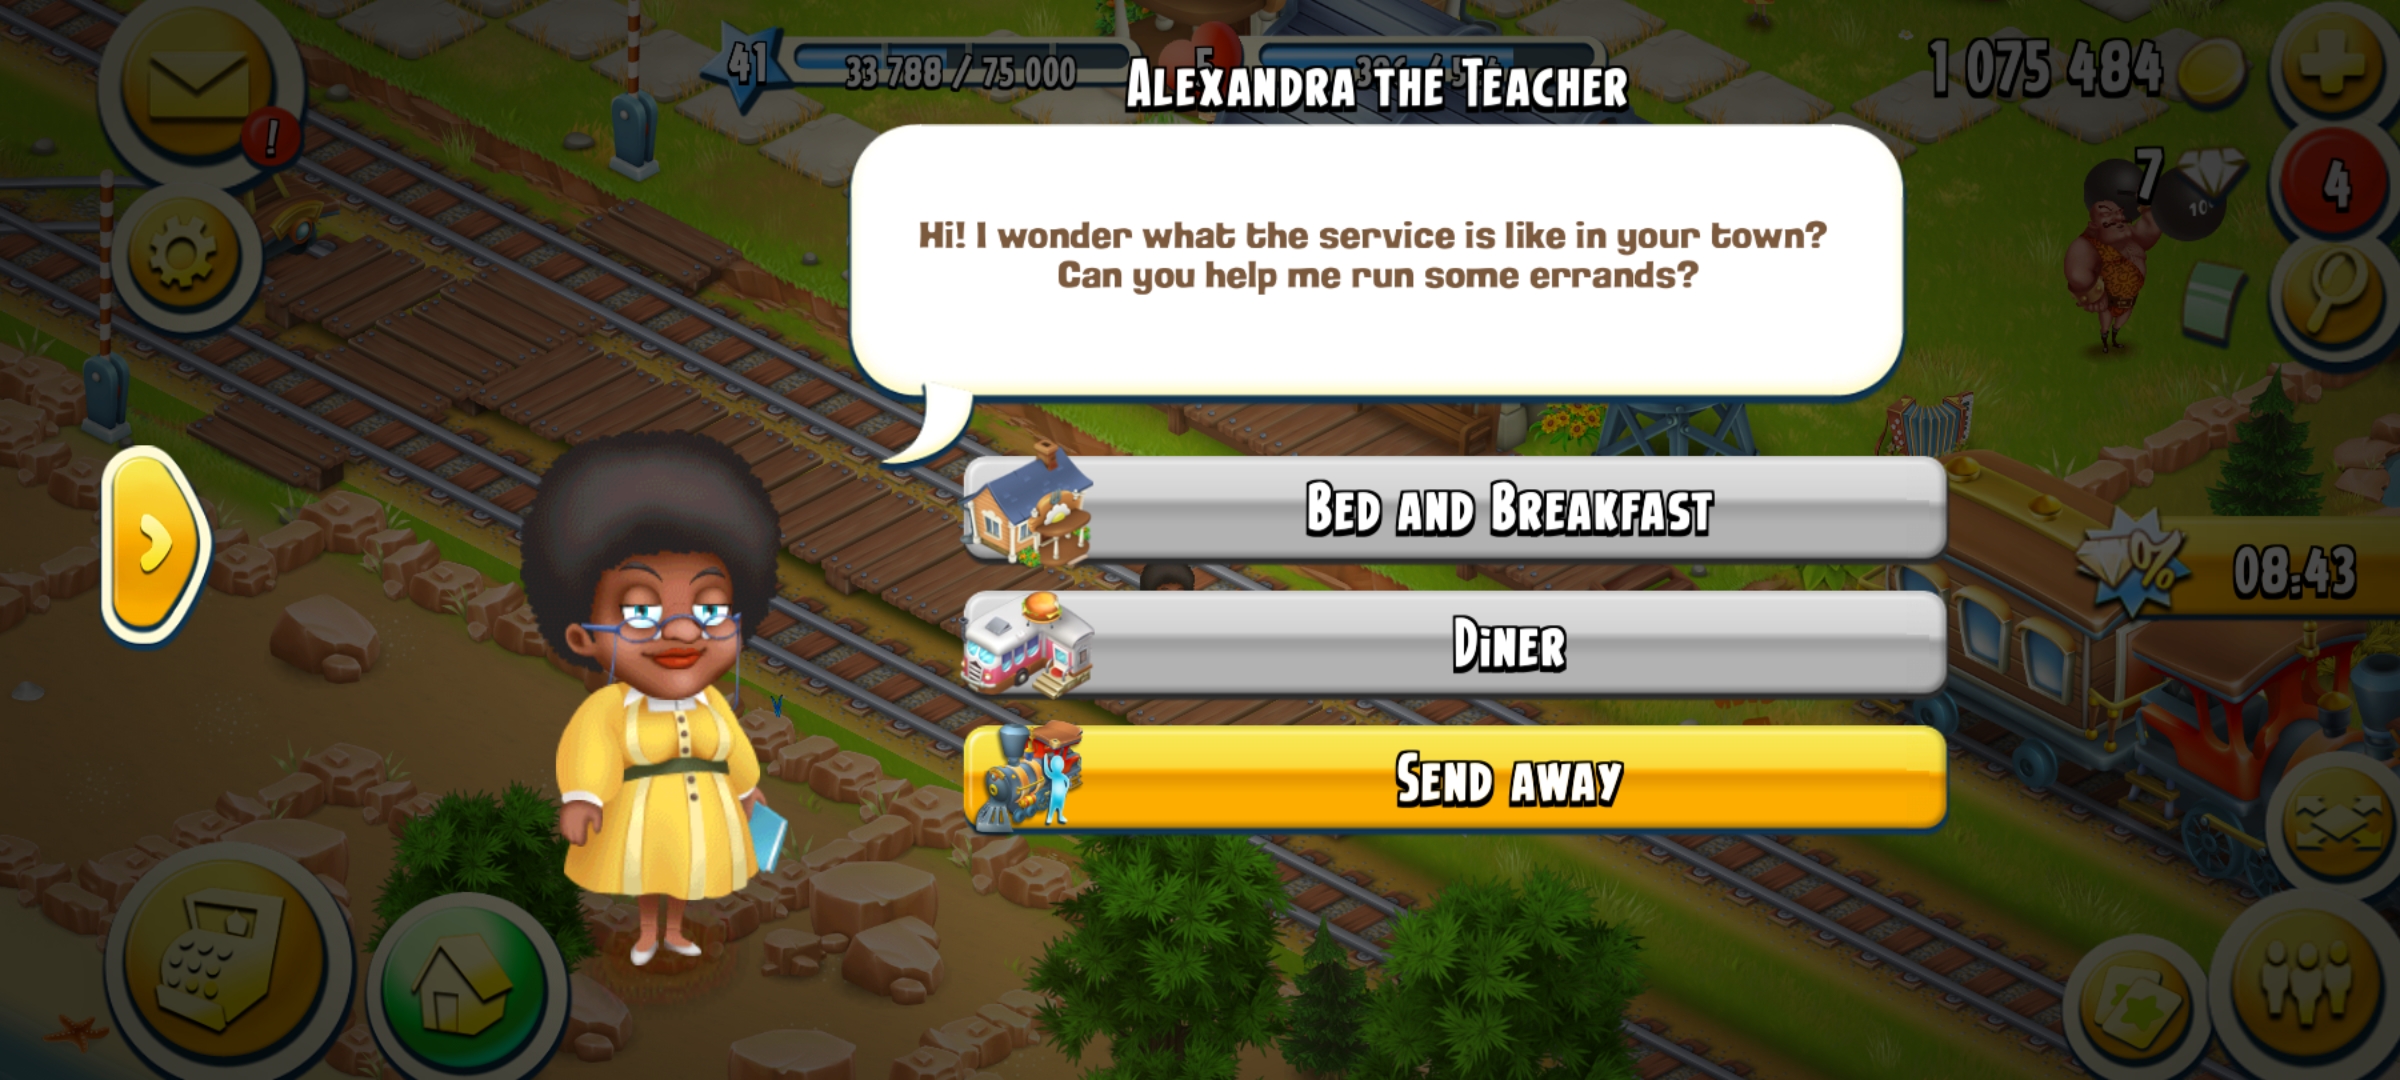 41
33 788 / 75 000
5
1 075 484
ALEXANDRA THE TEACHER
!
7
10
4
Hi! I wonder what the service is like in your town?
Can you help me run some errands?
BED AND BREAKFAST
%
08:43
DINER
SEND AWAY